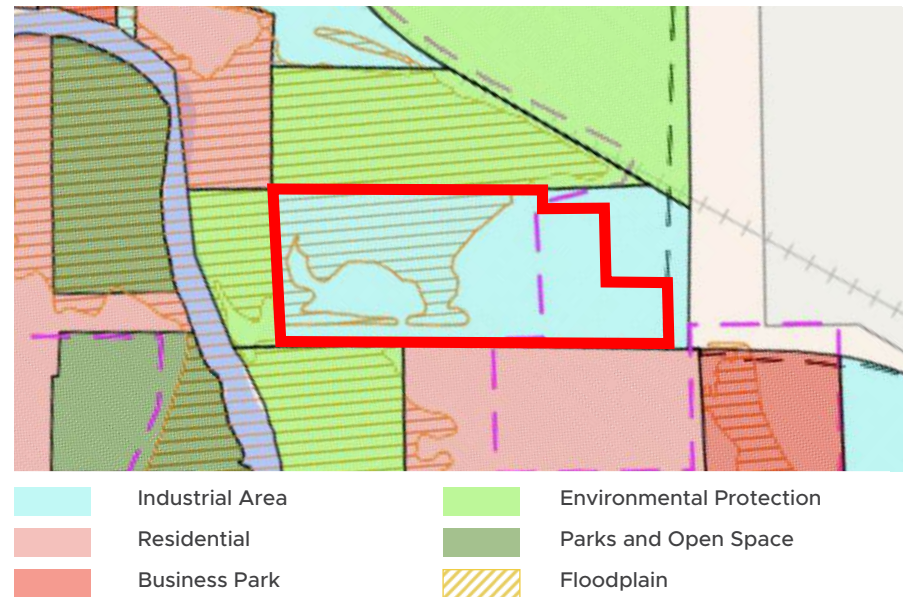 Industrial Area
Environmental Protection
Residential
Parks and Open Space
Business Park
Floodplain